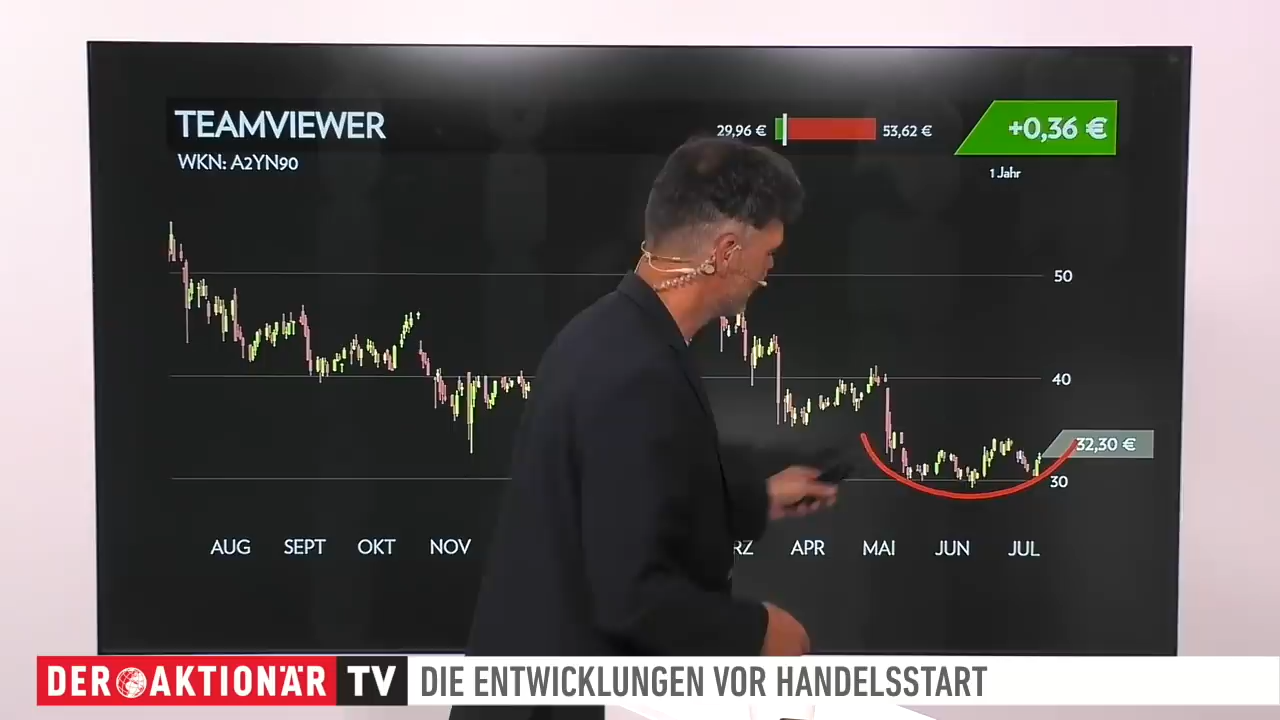 TEAMVIEWER
WKN: A2YN90
29,96 €
53,62 €
+0,36 €
1 Jahr
50
40
32,30 €
30
AUG SEPT OKT NOV RZ APR MAI JUN JUL
DER AKTIONÄR TV
DIE ENTWICKLUNGEN VOR HANDELSSTART